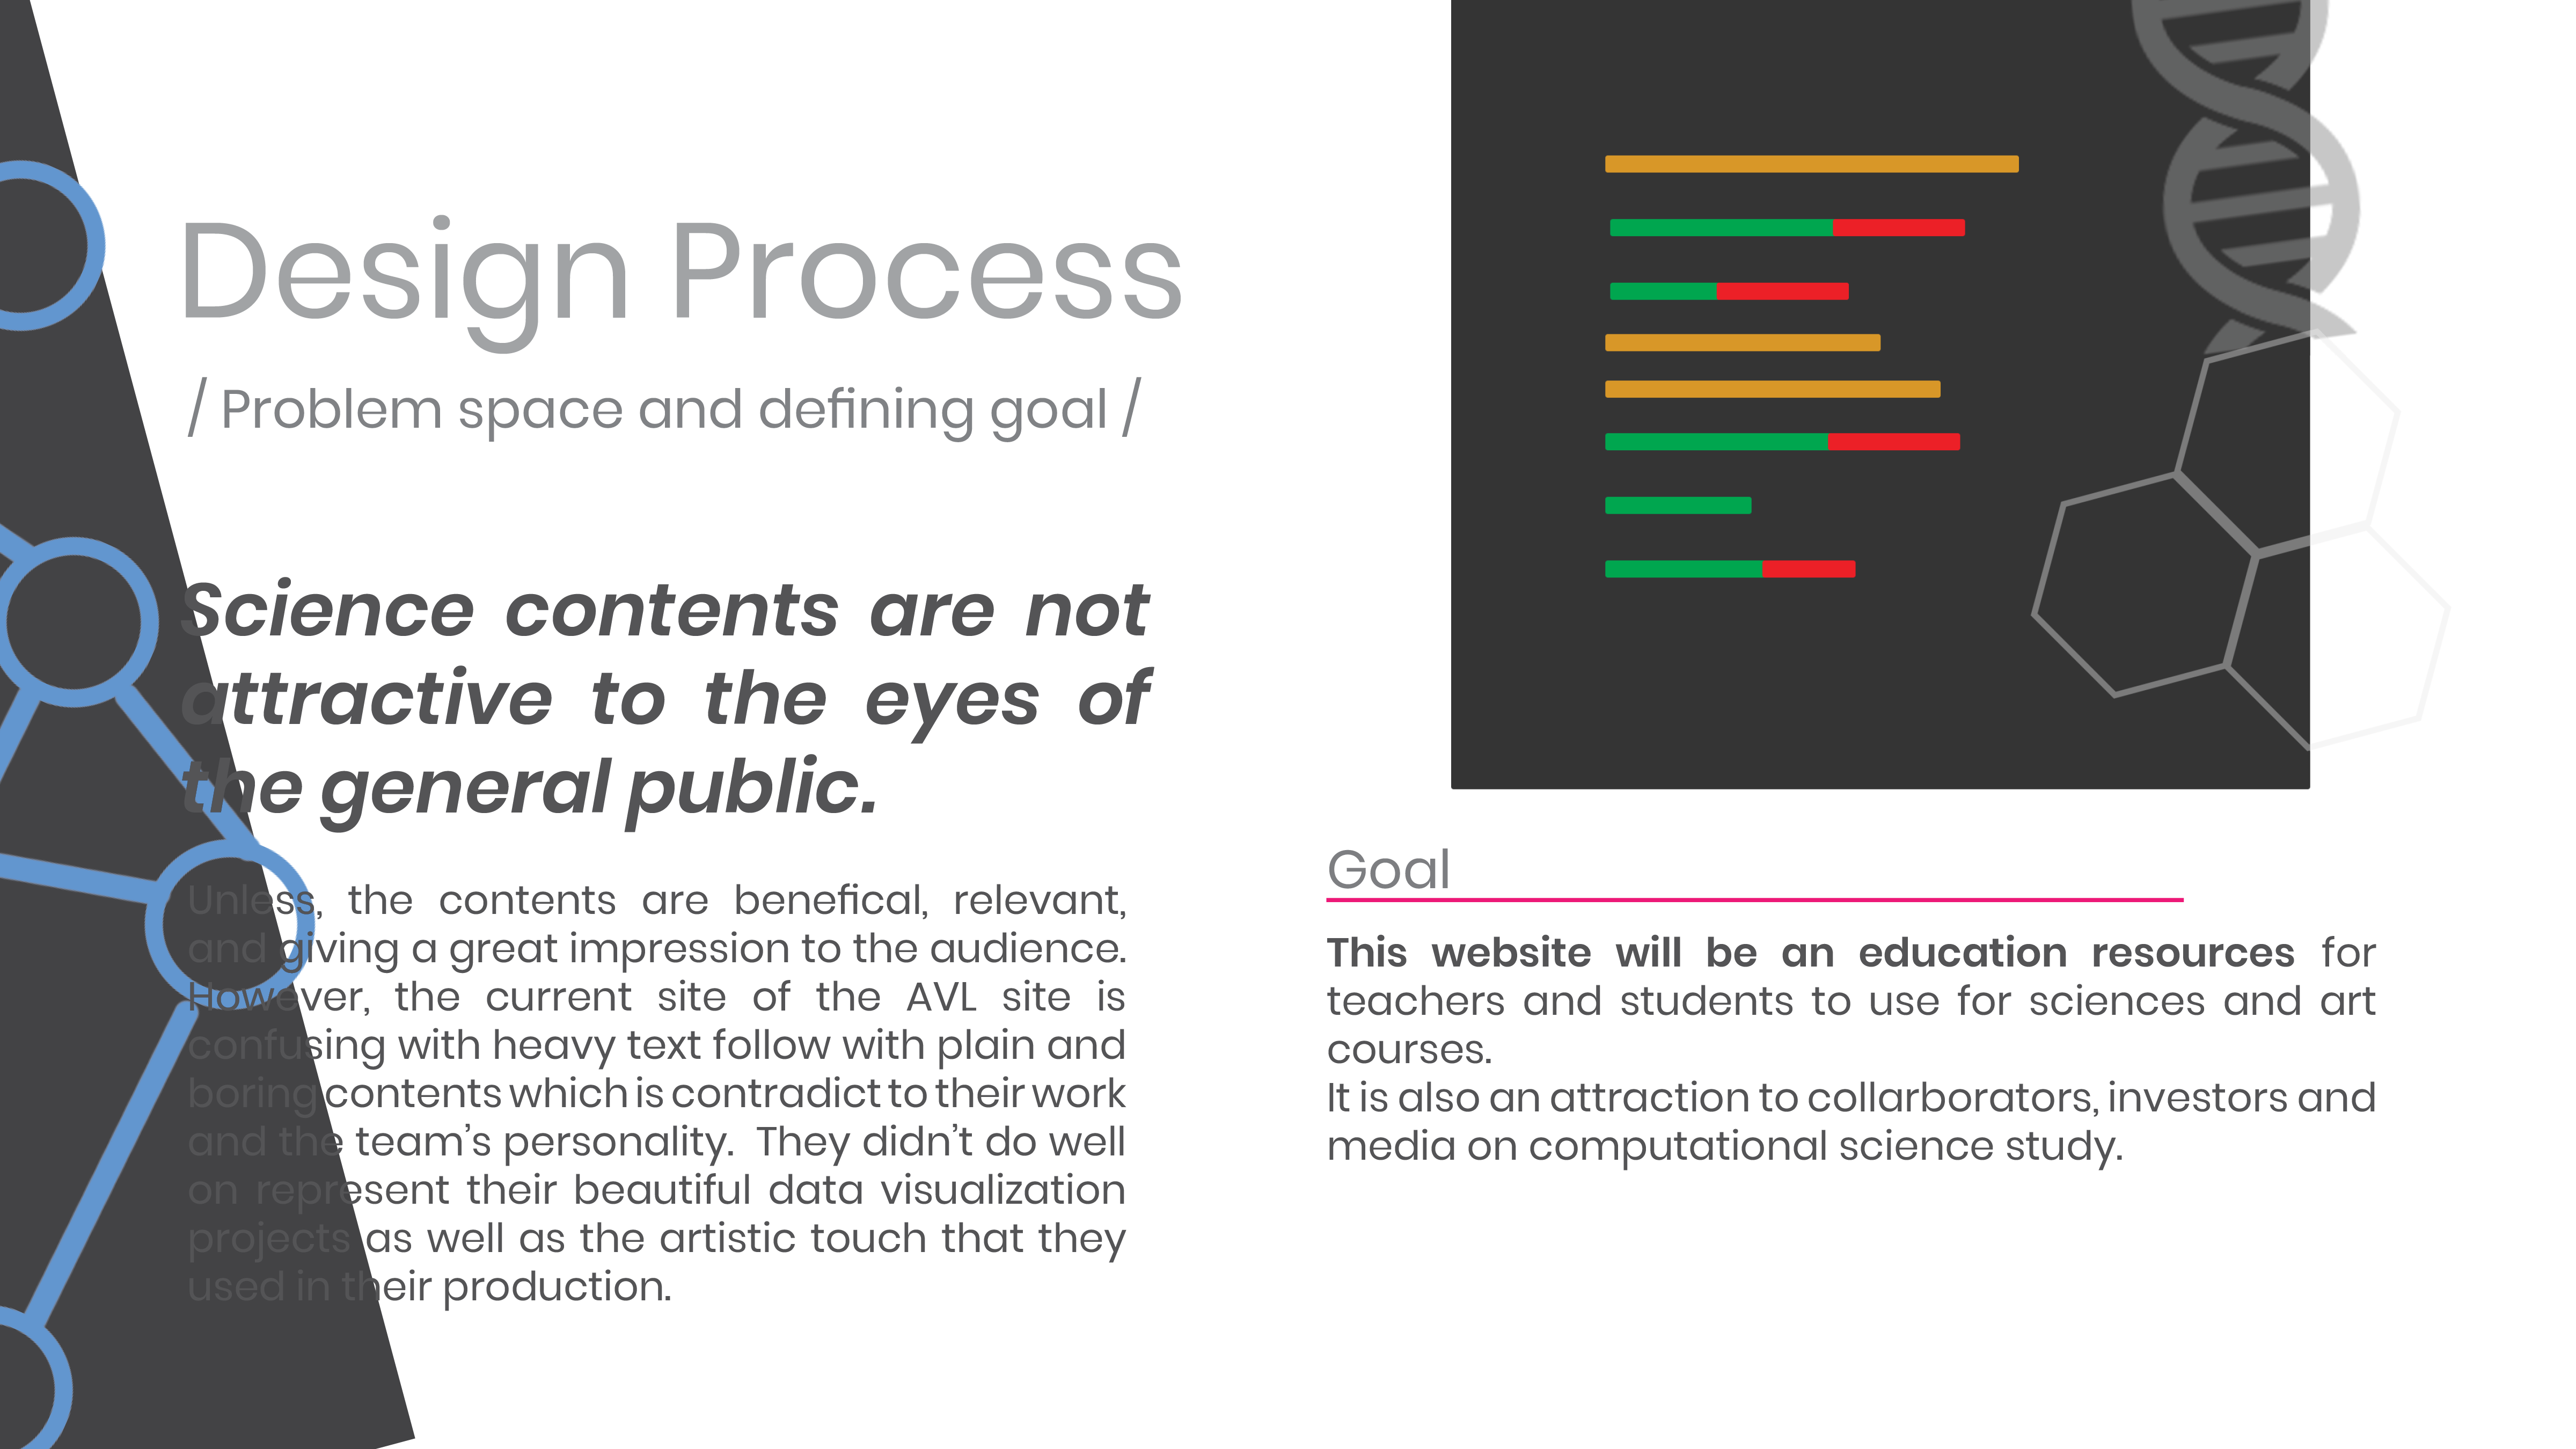 Design Process
/ Problem space and defining goal /
Science contents are not
attractive to the eyes of
the general public.
Unless, the contents are benefical, relevant,
and giving a great impression to the audience.
However, the current site of the AVL site is
confusing with heavy text follow with plain and
boring contents which is contradict to their work
and the team's personality.  They didn't do well
on represent their beautiful data visualization
projects as well as the artistic touch that they
used in their production.
Goal
This website will be an education resources for
teachers and students to use for sciences and art
courses.
It is also an attraction to collarborators, investors and
media on computational science study.